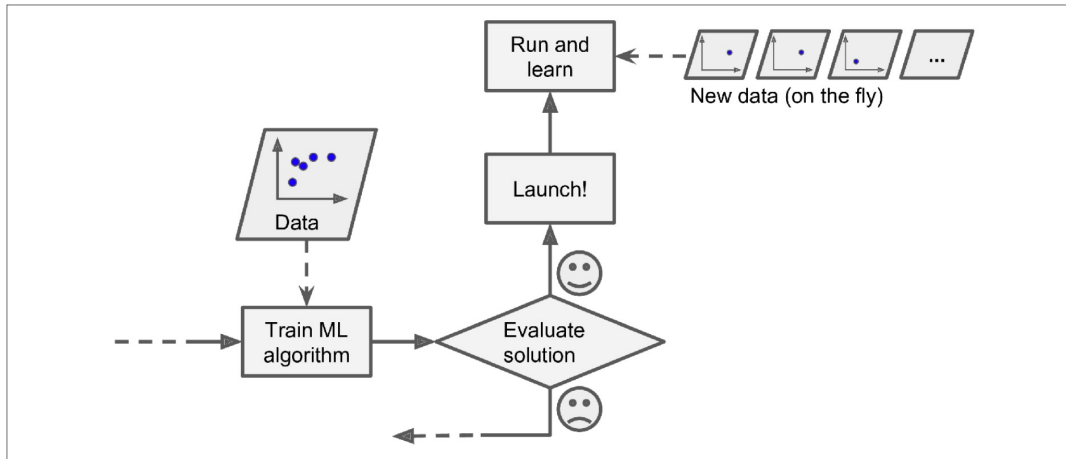 Run and
learn
...
New data (on the fly)
Launch!
Data
Train ML
algorithm
Evaluate
solution